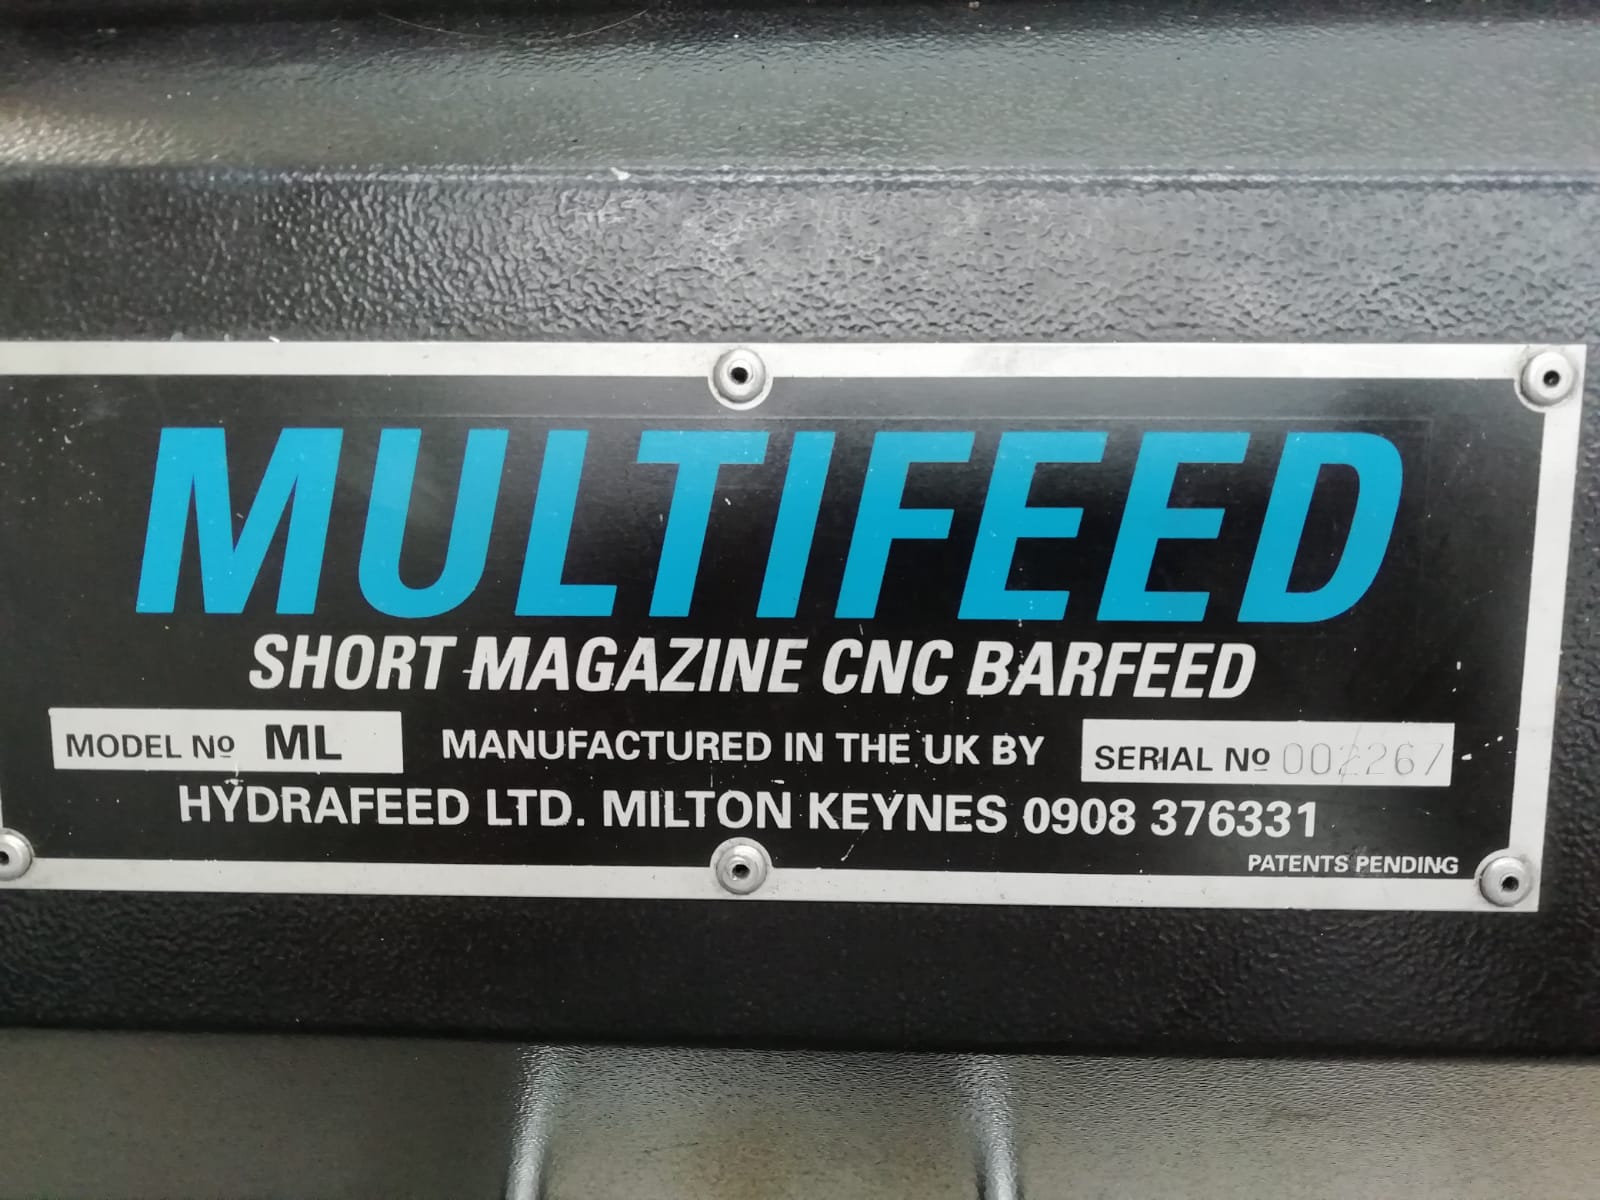 MULTIFEED
SHORT MAGAZINE CNC BARFEED
MODEL Nº ML MANUFACTURED IN THE UK BY SERIAL Nº 002267
HYDRAFEED LTD. MILTON KEYNES 0908 376331
PATENTS PENDING